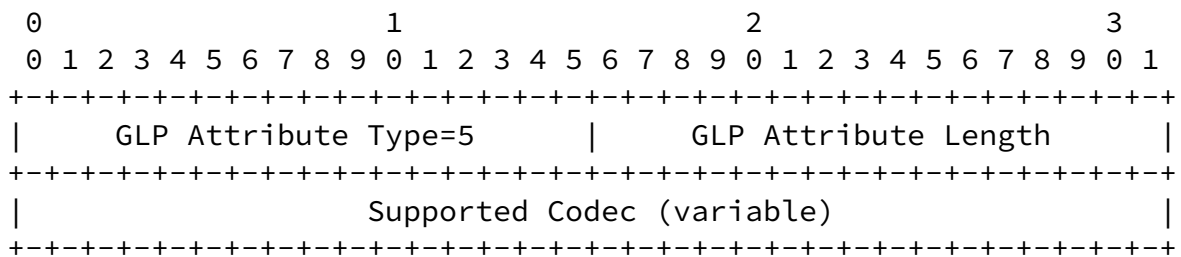 0                   1                   2                   3
 0 1 2 3 4 5 6 7 8 9 0 1 2 3 4 5 6 7 8 9 0 1 2 3 4 5 6 7 8 9 0 1
+-+-+-+-+-+-+-+-+-+-+-+-+-+-+-+-+-+-+-+-+-+-+-+-+-+-+-+-+-+-+-+-+
|     GLP Attribute Type=5      |     GLP Attribute Length      |
+-+-+-+-+-+-+-+-+-+-+-+-+-+-+-+-+-+-+-+-+-+-+-+-+-+-+-+-+-+-+-+-+
|                   Supported Codec (variable)                  |
+-+-+-+-+-+-+-+-+-+-+-+-+-+-+-+-+-+-+-+-+-+-+-+-+-+-+-+-+-+-+-+-+